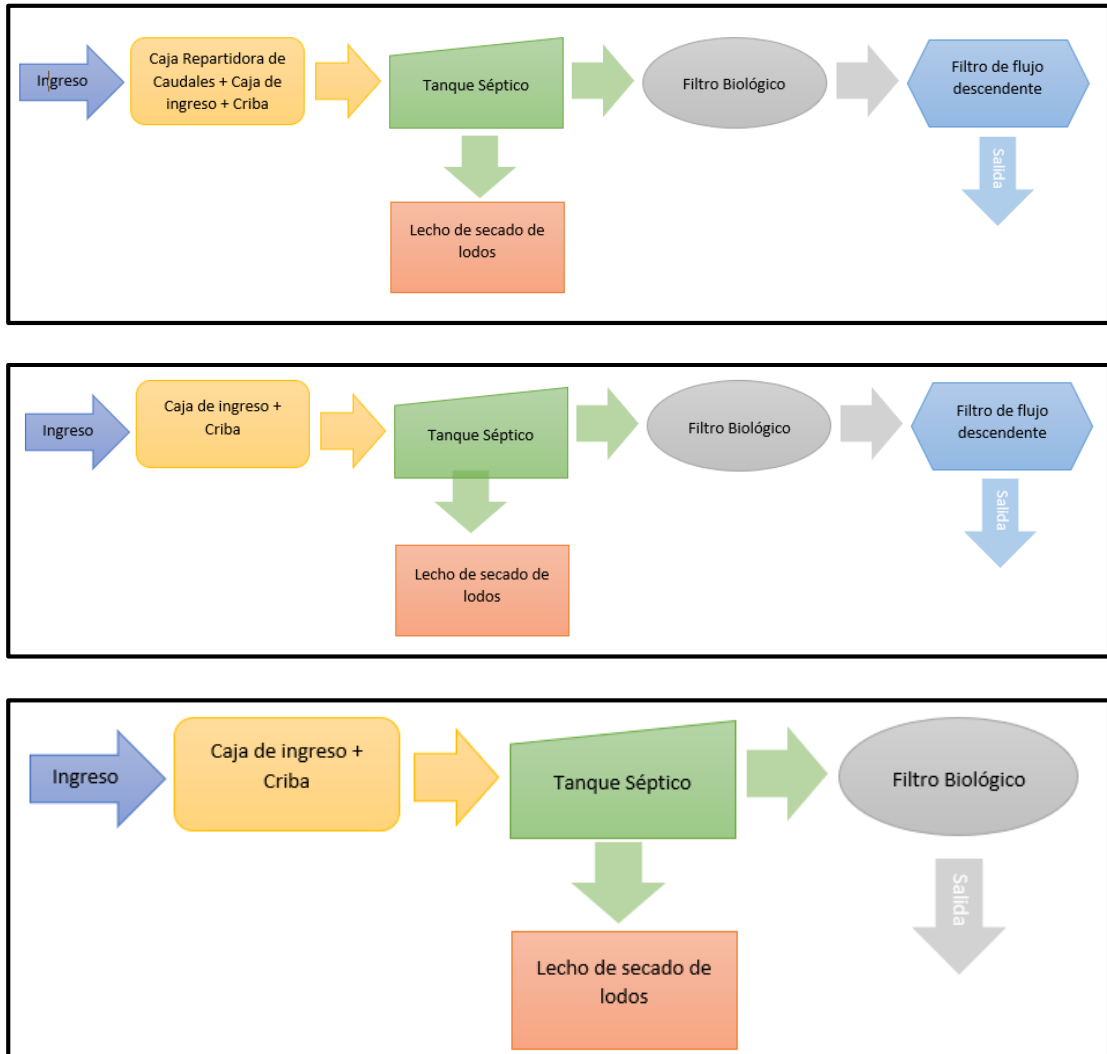 Ingreso
Caja Repartidora de
Caudales + Caja de
ingreso + Criba
Tanque Séptico
Filtro Biológico
Filtro de flujo
descendente
Salida
Lecho de secado de
lodos
Ingreso
Caja de ingreso +
Criba
Tanque Séptico
Filtro Biológico
Filtro de flujo
descendente
Salida
Lecho de secado de
lodos
Ingreso
Caja de ingreso +
Criba
Tanque Séptico
Filtro Biológico
Salida
Lecho de secado de
lodos